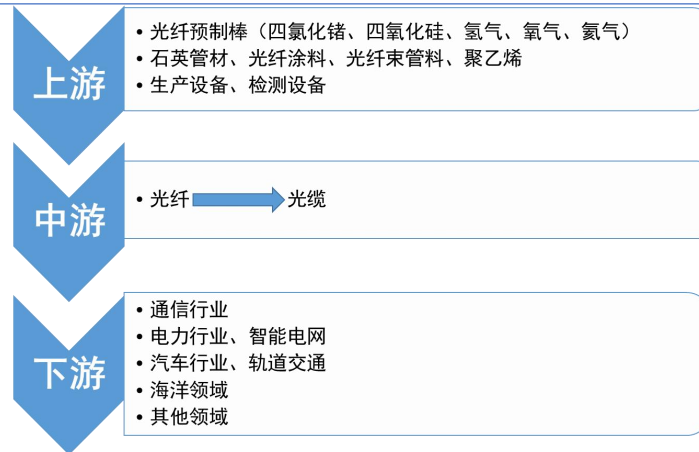 上游
• 光纤预制棒（四氯化锗、四氧化硅、氢气、氧气、氦气）
• 石英管材、光纤涂料、光纤束管料、聚乙烯
• 生产设备、检测设备
中游
• 光纤 光缆
下游
• 通信行业
• 电力行业、智能电网
• 汽车行业、轨道交通
• 海洋领域
• 其他领域